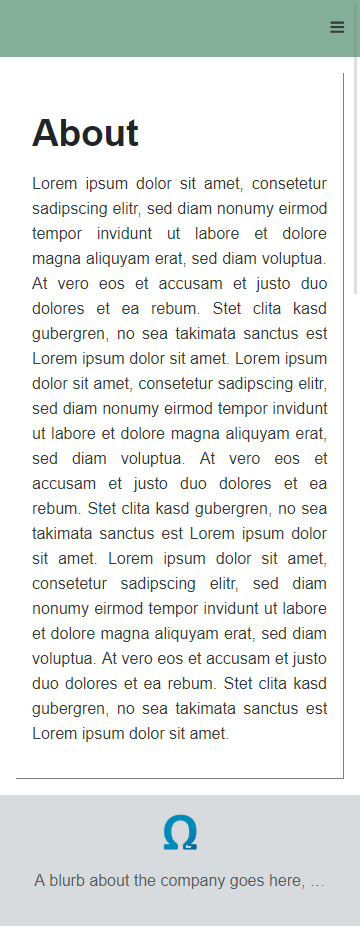 About
Lorem ipsum dolor sit amet, consetetur
sadipscing elitr, sed diam nonumy eirmod
tempor invidunt ut labore et dolore
magna aliquyam erat, sed diam voluptua.
At vero eos et accusam et justo duo
dolores et ea rebum. Stet clita kasd
gubergren, no sea takimata sanctus est
Lorem ipsum dolor sit amet. Lorem ipsum
dolor sit amet, consetetur sadipscing elitr,
sed diam nonumy eirmod tempor invidunt
ut labore et dolore magna aliquyam erat,
sed diam voluptua. At vero eos et
accusam et justo duo dolores et ea
rebum. Stet clita kasd gubergren, no sea
takimata sanctus est Lorem ipsum dolor
sit amet. Lorem ipsum dolor sit amet,
consetetur sadipscing elitr, sed diam
nonumy eirmod tempor invidunt ut labore
et dolore magna aliquyam erat, sed diam
voluptua. At vero eos et accusam et justo
duo dolores et ea rebum. Stet clita kasd
gubergren, no sea takimata sanctus est
Lorem ipsum dolor sit amet.
Ω
A blurb about the company goes here, …